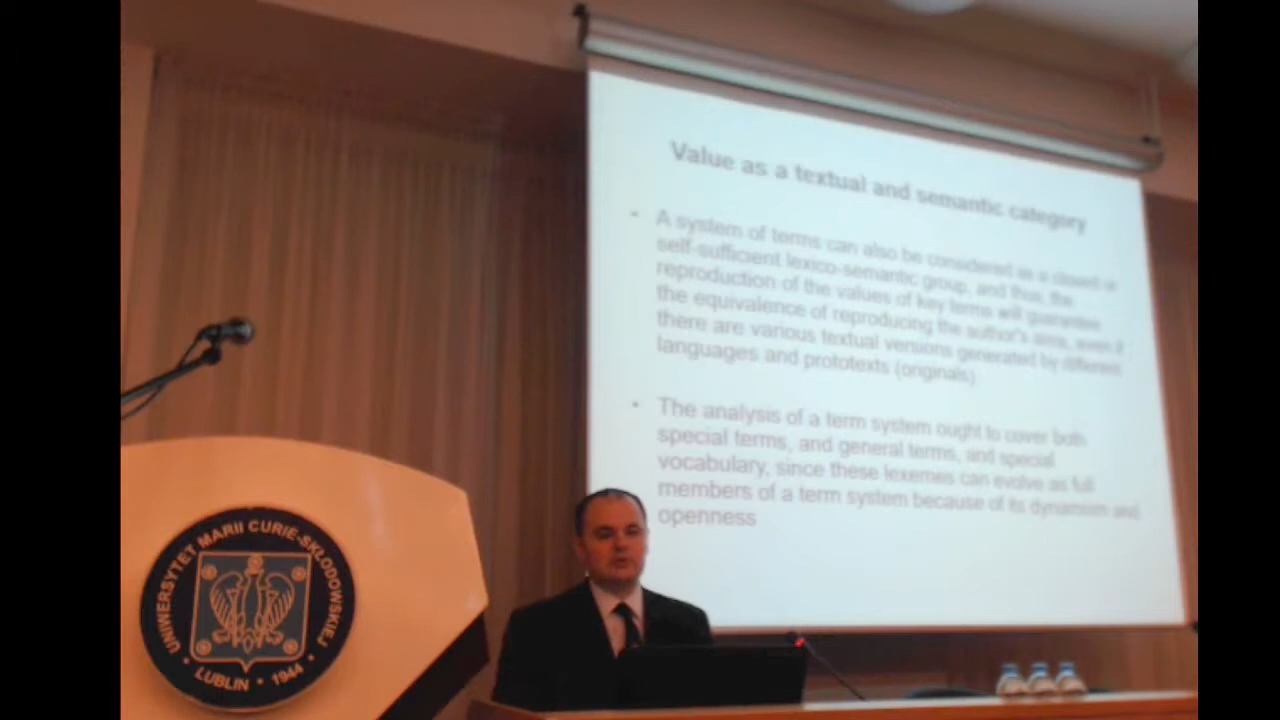 Value as a textual and semantic category
• A system of terms can also be considered as a closed
self-sufficient lexico-semantic group, and thus, the
reproduction of the values of key terms will guarantee
the equivalence of reproducing the author's aims, even
there are various textual versions generated by different
languages and prototexts (originals)
• The analysis of a term system ought to cover both
special terms, and general terms, and special
vocabulary, since these lexemes can evolve as full
members of a term system because of its dynamism and
openness
UNIWERSYTET MARII CURIE-SKŁODOWSKIEJ
• LUBLIN • 1944 •